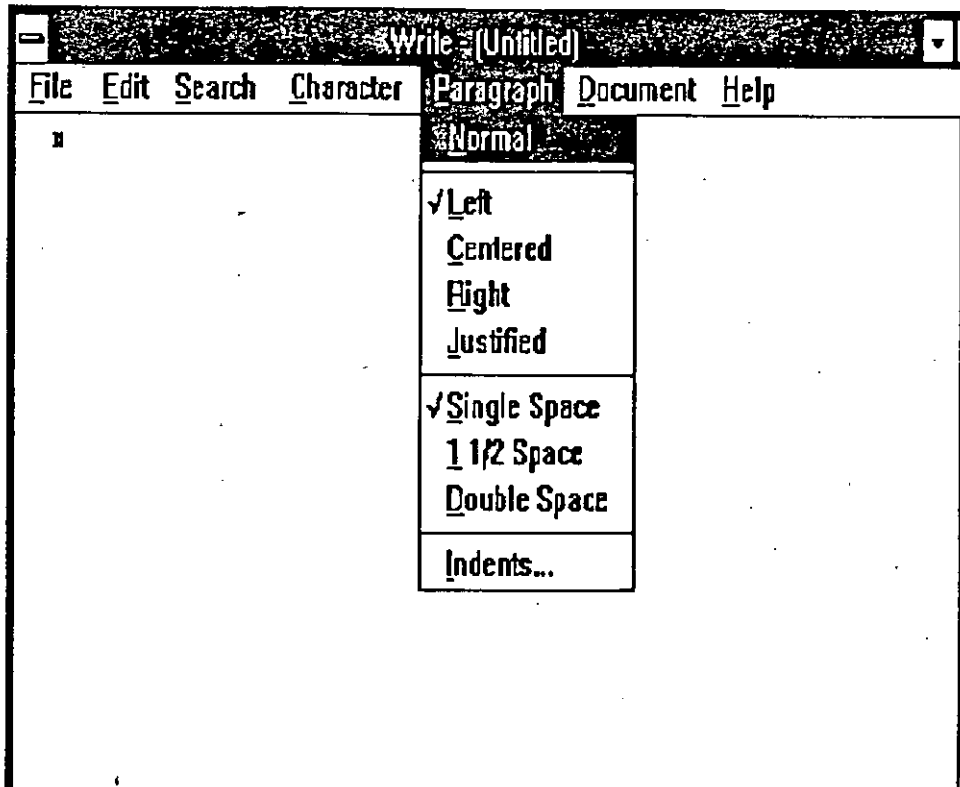 Write - (Untitled)
File Edit Search Character Paragraph Document Help
Normal
√Left
Centered
Right
Justified
√Single Space
1 1/2 Space
Double Space
Indents...